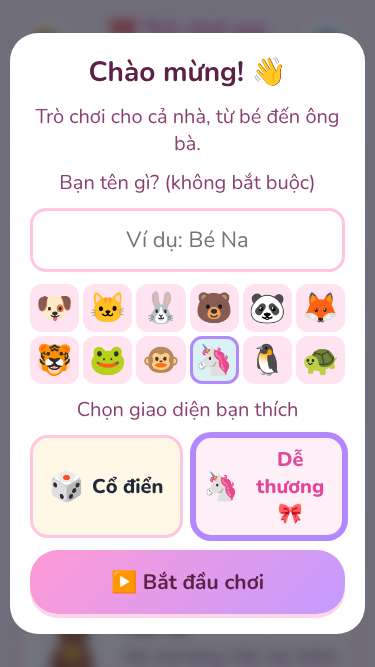 Chào mừng! 👋
Trò chơi cho cả nhà, từ bé đến ông
bà.
Bạn tên gì? (không bắt buộc)
Ví dụ: Bé Na
Chọn giao diện bạn thích
Cổ điển
Dễ
thương
Bắt đầu chơi